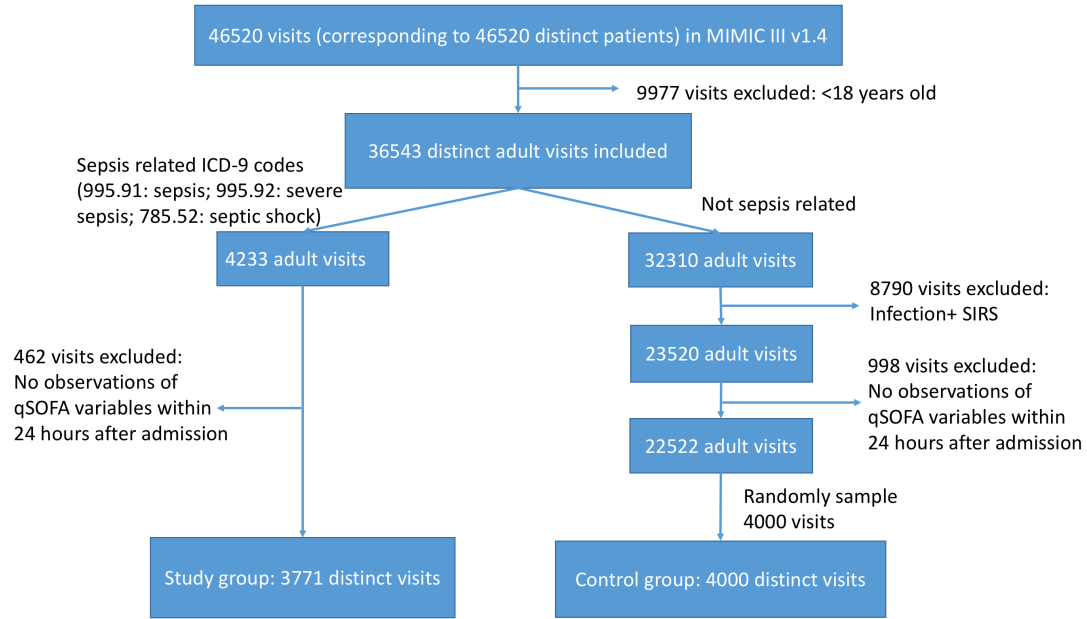 46520 visits (corresponding to 46520 distinct patients) in MIMIC III v1.4
9977 visits excluded: <18 years old
36543 distinct adult visits included
Sepsis related ICD-9 codes
(995.91: sepsis; 995.92: severe
sepsis; 785.52: septic shock)
Not sepsis related
4233 adult visits
32310 adult visits
8790 visits excluded:
Infection+ SIRS
23520 adult visits
462 visits excluded:
No observations of
qSOFA variables within
24 hours after admission
998 visits excluded:
No observations of
qSOFA variables within
24 hours after admission
22522 adult visits
Randomly sample
4000 visits
Study group: 3771 distinct visits
Control group: 4000 distinct visits